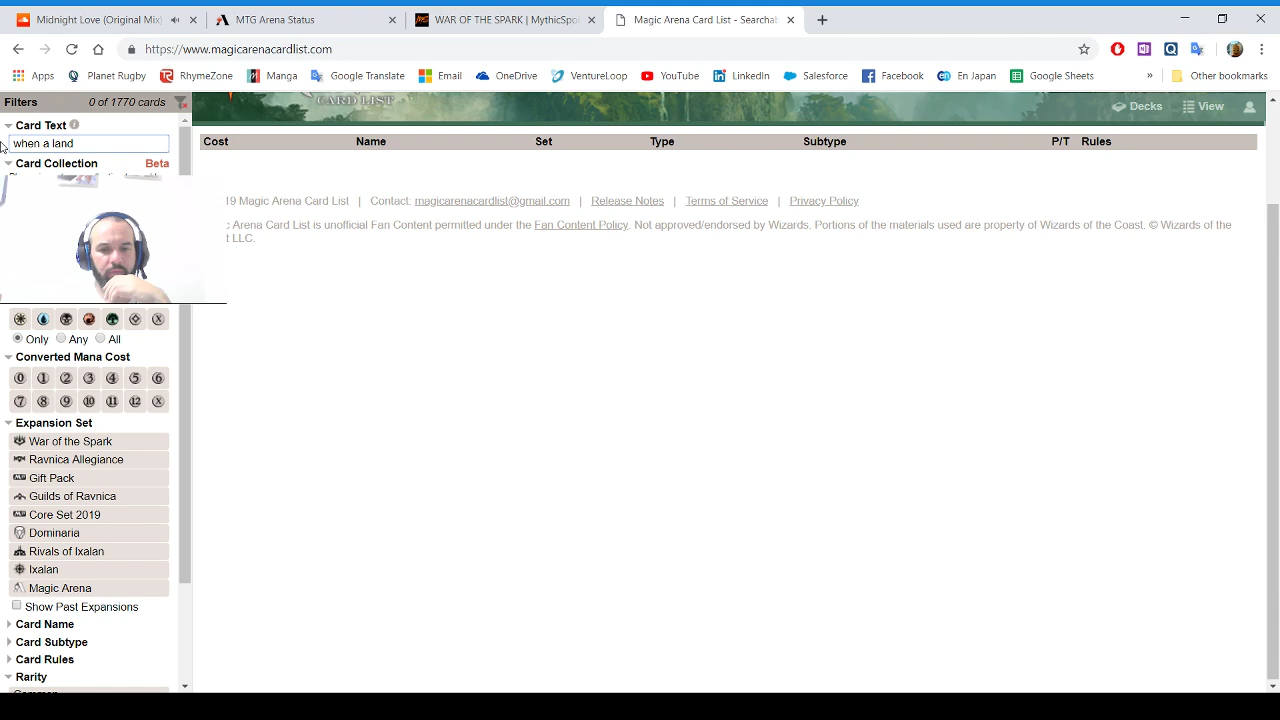 Midnight Love (Original Mix)
MTG Arena Status
WAR OF THE SPARK | MythicSpoi
Magic Arena Card List - Searchab
https://www.magicarenacardlist.com
Apps Planet Rugby RhymeZone Manga Google Translate Email OneDrive VentureLoop YouTube LinkedIn Salesforce Facebook En Japan Google Sheets » Other bookmarks
Filters 0 of 1770 cards
CARD LIST
Decks View
Card Text
when a land
Card Collection Beta
Cost Name Set Type Subtype P/T Rules
19 Magic Arena Card List | Contact: magicarenacardlist@gmail.com | Release Notes | Terms of Service | Privacy Policy
Arena Card List is unofficial Fan Content permitted under the Fan Content Policy. Not approved/endorsed by Wizards. Portions of the materials used are property of Wizards of the Coast. © Wizards of the
t LLC.
X
Only Any All
Converted Mana Cost
0 1 2 3 4 5 6
7 8 9 10 11 12 X
Expansion Set
War of the Spark
Ravnica Allegiance
Gift Pack
Guilds of Ravnica
Core Set 2019
Dominaria
Rivals of Ixalan
Ixalan
Magic Arena
Show Past Expansions
Card Name
Card Subtype
Card Rules
Rarity
Common